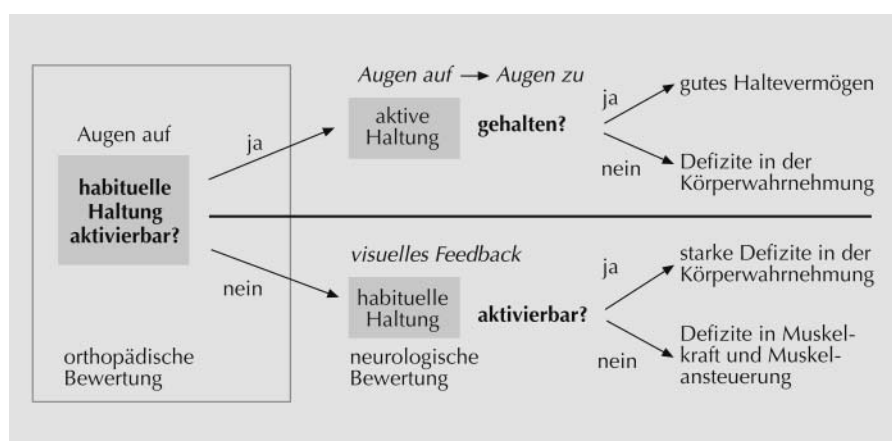 Augen auf
habituelle
Haltung
aktivierbar?
orthopädische
Bewertung
ja
nein
Augen auf → Augen zu
aktive
Haltung
gehalten?
ja
gutes Haltevermögen
nein
Defizite in der
Körperwahrnehmung
visuelles Feedback
habituelle
Haltung
aktivierbar?
neurologische
Bewertung
ja
starke Defizite in der
Körperwahrnehmung
nein
Defizite in Muskel-
kraft und Muskel-
ansteuerung